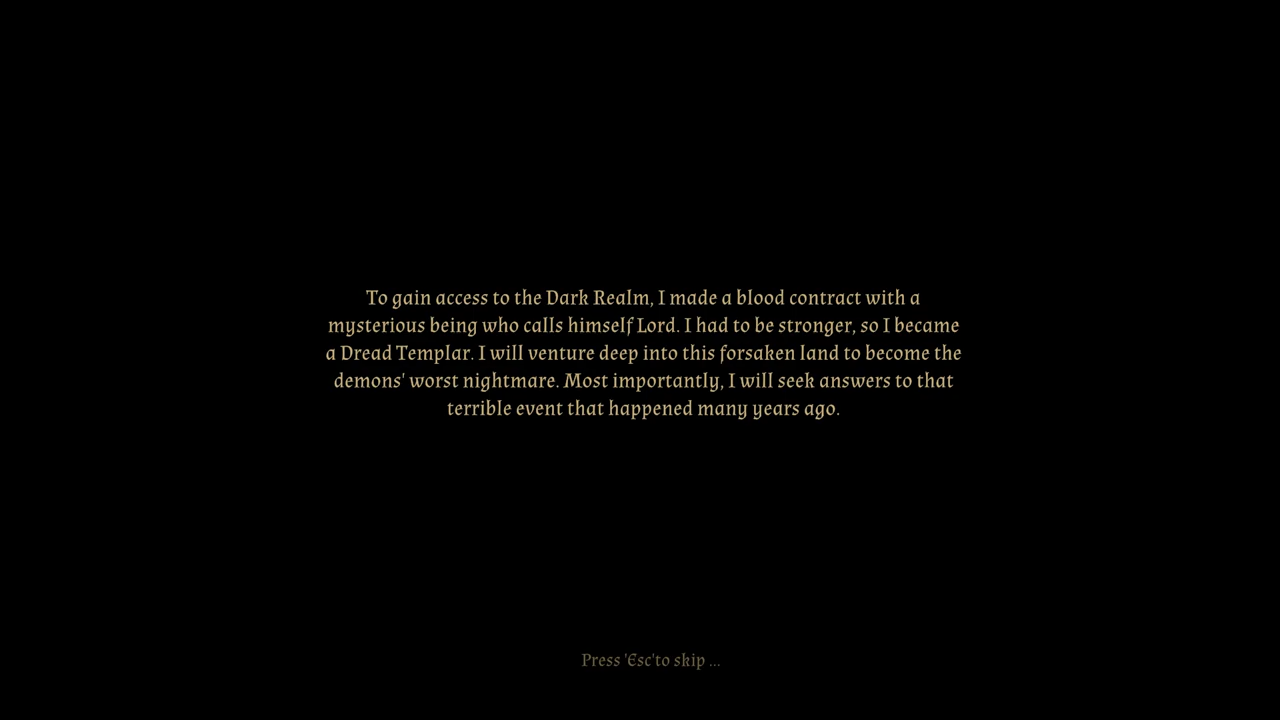 To gain access to the Dark Realm, I made a blood contract with a
mysterious being who calls himself Lord. I had to be stronger, so I became
a Dread Templar. I will venture deep into this forsaken land to become the
demons' worst nightmare. Most importantly, I will seek answers to that
terrible event that happened many years ago.
Press 'Esc'to skip ...